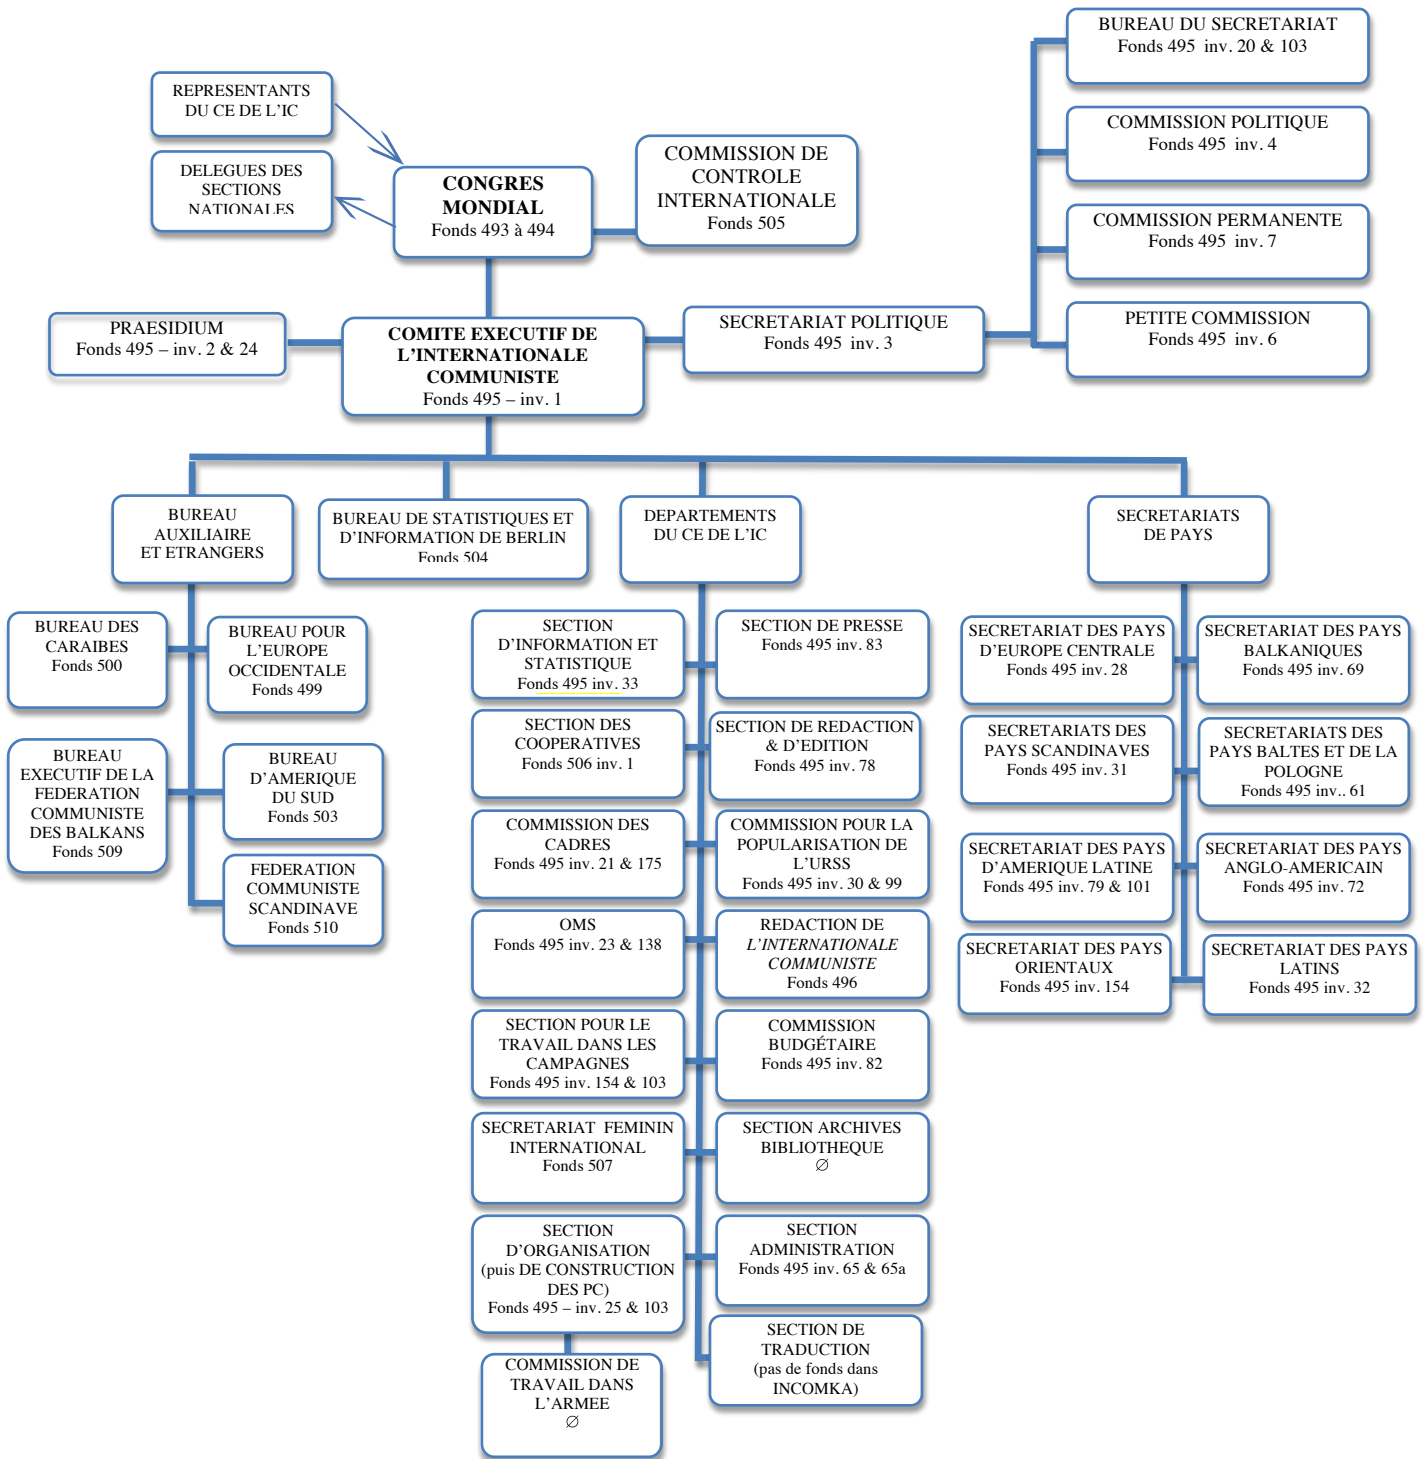 BUREAU DU SECRETARIAT
Fonds 495  inv. 20 & 103
REPRESENTANTS
DU CE DE L'IC
COMMISSION POLITIQUE
Fonds 495  inv. 4
DELEGUES DES
SECTIONS
NATIONALES
CONGRES
MONDIAL
Fonds 493 à 494
COMMISSION DE
CONTROLE
INTERNATIONALE
Fonds 505
COMMISSION PERMANENTE
Fonds 495  inv. 7
PRAESIDIUM
Fonds 495 – inv. 2 & 24
COMITE EXECUTIF DE
L'INTERNATIONALE
COMMUNISTE
Fonds 495 – inv. 1
SECRETARIAT POLITIQUE
Fonds 495  inv. 3
PETITE COMMISSION
Fonds 495  inv. 6
BUREAU
AUXILIAIRE
ET ETRANGERS
BUREAU DE STATISTIQUES ET
D'INFORMATION DE BERLIN
Fonds 504
DEPARTEMENTS
DU CE DE L'IC
SECRETARIATS
DE PAYS
BUREAU DES
CARAIBES
Fonds 500
BUREAU POUR
L'EUROPE
OCCIDENTALE
Fonds 499
BUREAU
EXECUTIF DE LA
FEDERATION
COMMUNISTE
DES BALKANS
Fonds 509
BUREAU
D'AMERIQUE
DU SUD
Fonds 503
FEDERATION
COMMUNISTE
SCANDINAVE
Fonds 510
SECTION
D'INFORMATION ET
STATISTIQUE
Fonds 495 inv. 33
SECTION DE PRESSE
Fonds 495 inv. 83
SECTION DES
COOPERATIVES
Fonds 506 inv. 1
SECTION DE REDACTION
& D'EDITION
Fonds 495 inv. 78
COMMISSION DES
CADRES
Fonds 495 inv. 21 & 175
COMMISSION POUR LA
POPULARISATION DE
L'URSS
Fonds 495 inv. 30 & 99
OMS
Fonds 495 inv. 23 & 138
REDACTION DE
L'INTERNATIONALE
COMMUNISTE
Fonds 496
SECTION POUR LE
TRAVAIL DANS LES
CAMPAGNES
Fonds 495 inv. 154 & 103
COMMISSION
BUDGÉTAIRE
Fonds 495 inv. 82
SECRETARIAT  FEMININ
INTERNATIONAL
Fonds 507
SECTION ARCHIVES
BIBLIOTHEQUE
∅
SECTION
D'ORGANISATION
(puis DE CONSTRUCTION
DES PC)
Fonds 495 – inv. 25 & 103
SECTION
ADMINISTRATION
Fonds 495 inv. 65 & 65a
COMMISSION DE
TRAVAIL DANS
L'ARMEE
∅
SECTION DE
TRADUCTION
(pas de fonds dans
INCOMKA)
SECRETARIAT DES PAYS
D'EUROPE CENTRALE
Fonds 495 inv. 28
SECRETARIAT DES PAYS
BALKANIQUES
Fonds 495 inv. 69
SECRETARIATS DES
PAYS SCANDINAVES
Fonds 495 inv. 31
SECRETARIATS DES
PAYS BALTES ET DE LA
POLOGNE
Fonds 495 inv.. 61
SECRETARIAT DES PAYS
D'AMERIQUE LATINE
Fonds 495 inv. 79 & 101
SECRETARIAT DES PAYS
ANGLO-AMERICAIN
Fonds 495 inv. 72
SECRETARIAT DES PAYS
ORIENTAUX
Fonds 495 inv. 154
SECRETARIAT DES PAYS
LATINS
Fonds 495 inv. 32